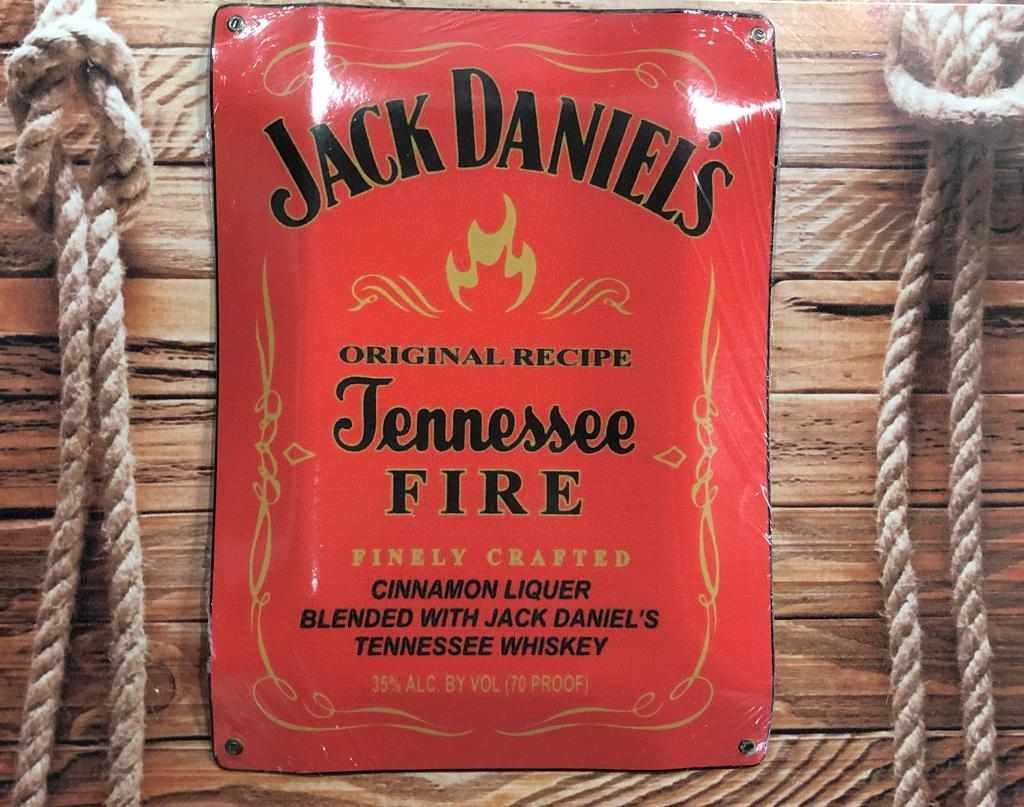 JACK DANIEL'S
ORIGINAL RECIPE
Tennessee
FIRE
FINELY CRAFTED
CINNAMON LIQUER
BLENDED WITH JACK DANIEL'S
TENNESSEE WHISKEY
35% ALC. BY VOL (70 PROOF)